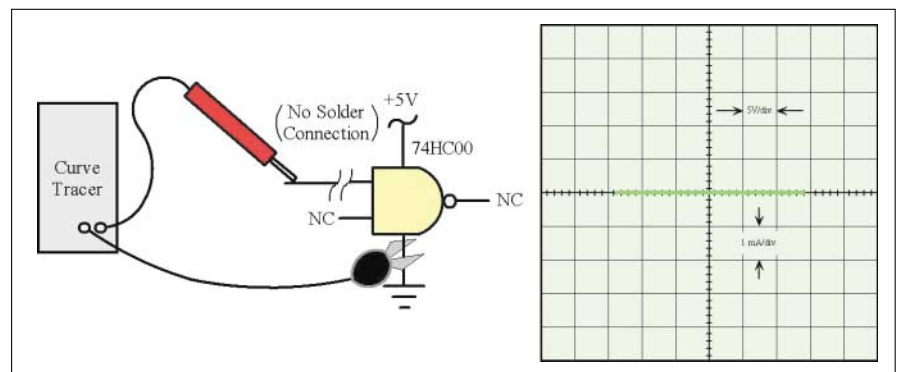 Curve
Tracer
(No Solder
Connection)
+5V
74HC00
NC
NC
5V/div
1 mA/div